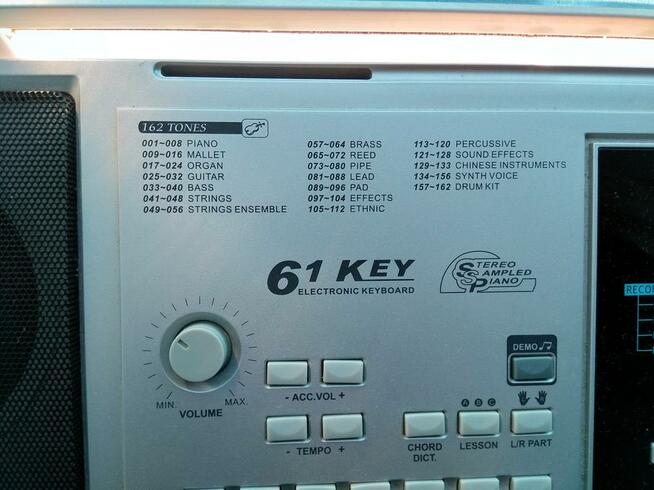 162 TONES
001~008 PIANO
009~016 MALLET
017~024 ORGAN
025~032 GUITAR
033~040 BASS
041~048 STRINGS
049~056 STRINGS ENSEMBLE
057~064 BRASS
065~072 REED
073~080 PIPE
081~088 LEAD
089~096 PAD
097~104 EFFECTS
105~112 ETHNIC
113~120 PERCUSSIVE
121~128 SOUND EFFECTS
129~133 CHINESE INSTRUMENTS
134~156 SYNTH VOICE
157~162 DRUM KIT
61 KEY
ELECTRONIC KEYBOARD
STEREO
SAMPLED
PIANO
RECO
DEMO
MIN. MAX.
VOLUME
- ACC.VOL +
- TEMPO +
A B C
CHORD
DICT.
LESSON
L/R PART